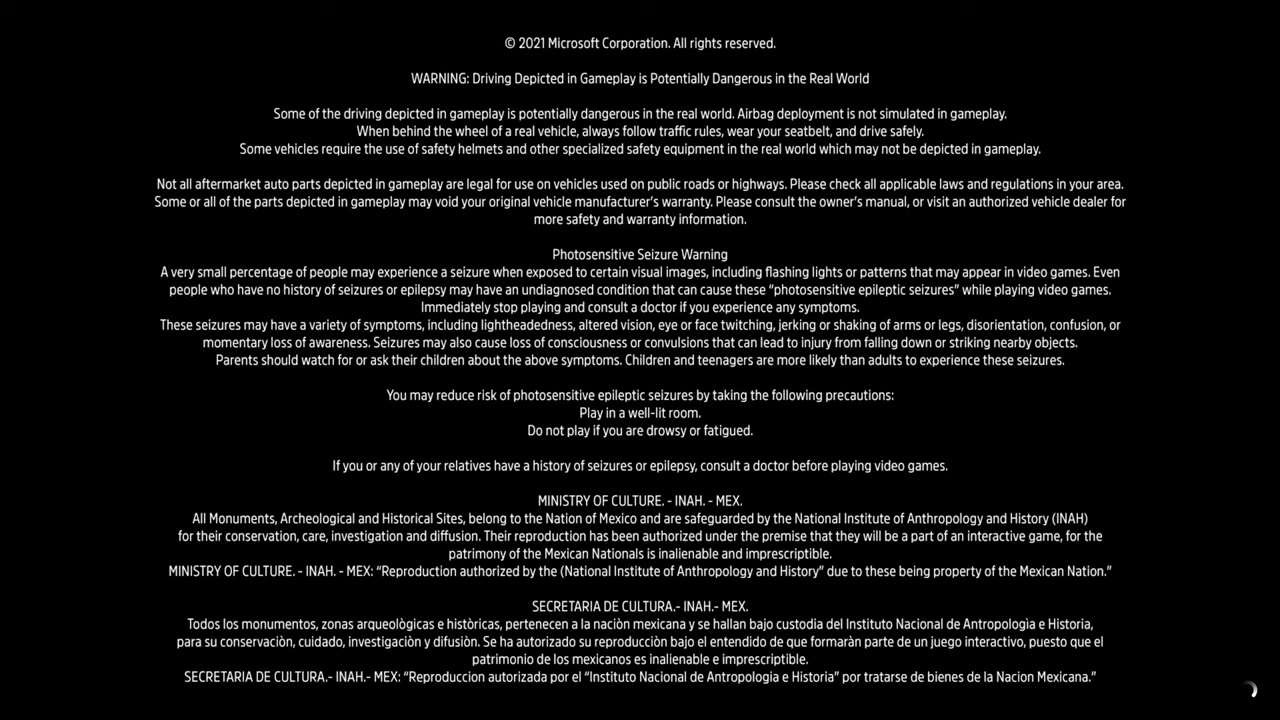 © 2021 Microsoft Corporation. All rights reserved.
WARNING: Driving Depicted in Gameplay is Potentially Dangerous in the Real World
Some of the driving depicted in gameplay is potentially dangerous in the real world. Airbag deployment is not simulated in gameplay.
When behind the wheel of a real vehicle, always follow traffic rules, wear your seatbelt, and drive safely.
Some vehicles require the use of safety helmets and other specialized safety equipment in the real world which may not be depicted in gameplay.
Not all aftermarket auto parts depicted in gameplay are legal for use on vehicles used on public roads or highways. Please check all applicable laws and regulations in your area.
Some or all of the parts depicted in gameplay may void your original vehicle manufacturer's warranty. Please consult the owner's manual, or visit an authorized vehicle dealer for
more safety and warranty information.
Photosensitive Seizure Warning
A very small percentage of people may experience a seizure when exposed to certain visual images, including flashing lights or patterns that may appear in video games. Even
people who have no history of seizures or epilepsy may have an undiagnosed condition that can cause these “photosensitive epileptic seizures” while playing video games.
Immediately stop playing and consult a doctor if you experience any symptoms.
These seizures may have a variety of symptoms, including lightheadedness, altered vision, eye or face twitching, jerking or shaking of arms or legs, disorientation, confusion, or
momentary loss of awareness. Seizures may also cause loss of consciousness or convulsions that can lead to injury from falling down or striking nearby objects.
Parents should watch for or ask their children about the above symptoms. Children and teenagers are more likely than adults to experience these seizures.
You may reduce risk of photosensitive epileptic seizures by taking the following precautions:
Play in a well-lit room.
Do not play if you are drowsy or fatigued.
If you or any of your relatives have a history of seizures or epilepsy, consult a doctor before playing video games.
MINISTRY OF CULTURE. - INAH. - MEX.
All Monuments, Archeological and Historical Sites, belong to the Nation of Mexico and are safeguarded by the National Institute of Anthropology and History (INAH)
for their conservation, care, investigation and diffusion. Their reproduction has been authorized under the premise that they will be a part of an interactive game, for the
patrimony of the Mexican Nationals is inalienable and imprescriptible.
MINISTRY OF CULTURE. - INAH. - MEX: “Reproduction authorized by the (National Institute of Anthropology and History” due to these being property of the Mexican Nation.”
SECRETARIA DE CULTURA.- INAH.- MEX.
Todos los monumentos, zonas arqueològicas e històricas, pertenecen a la naciòn mexicana y se hallan bajo custodia del Instituto Nacional de Antropologìa e Historia,
para su conservaciòn, cuidado, investigaciòn y difusiòn. Se ha autorizado su reproducciòn bajo el entendido de que formaràn parte de un juego interactivo, puesto que el
patrimonio de los mexicanos es inalienable e imprescriptible.
SECRETARIA DE CULTURA.- INAH.- MEX: “Reproduccion autorizada por el “Instituto Nacional de Antropologia e Historia” por tratarse de bienes de la Nacion Mexicana.”